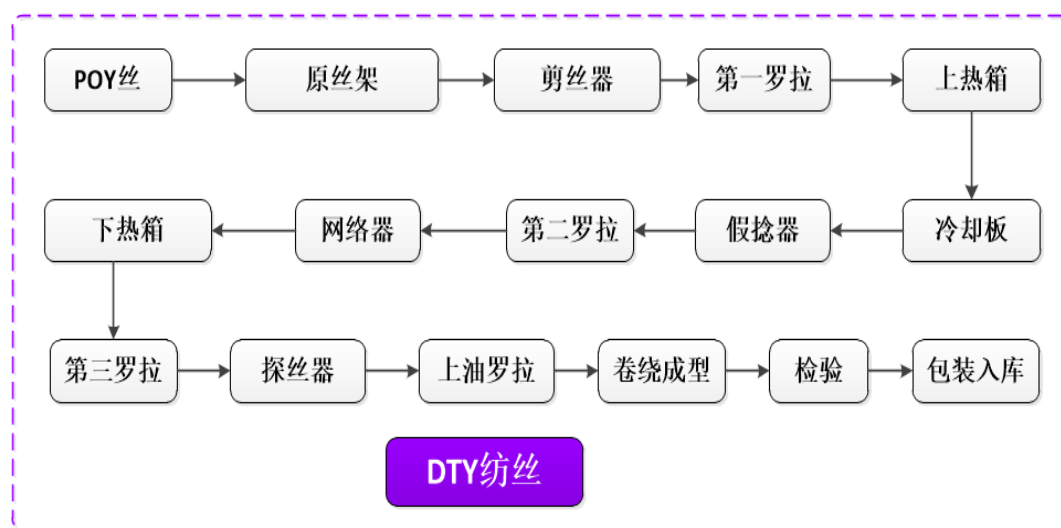 POY丝
原丝架
剪丝器
第一罗拉
上热箱
冷却板
假捻器
第二罗拉
网络器
下热箱
第三罗拉
探丝器
上油罗拉
卷绕成型
检验
包装入库
DTY纺丝